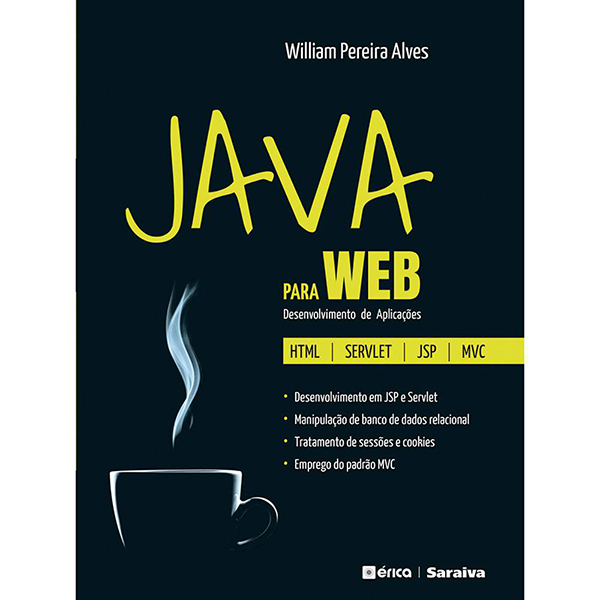 William Pereira Alves
JAVA
PARA WEB
Desenvolvimento de Aplicações
HTML | SERVLET | JSP | MVC
• Desenvolvimento em JSP e Servlet
• Manipulação de banco de dados relacional
• Tratamento de sessões e cookies
• Emprego do padrão MVC
érica | Saraiva